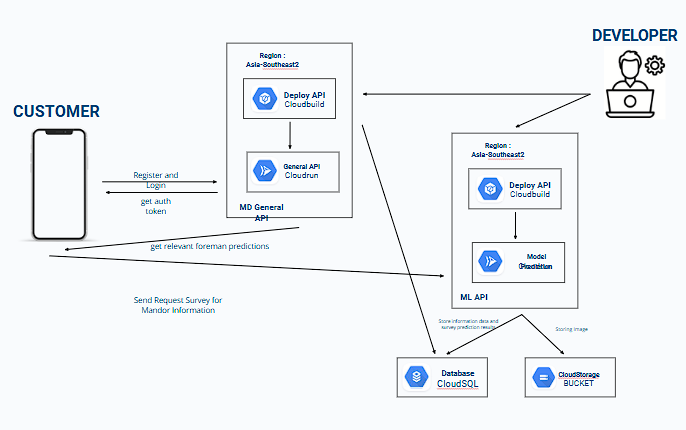 DEVELOPER
Region :
Asia-Southeast2
Deploy API
Cloudbuild
CUSTOMER
General API
Cloudrun
Region :
Asia-Southeast2
Register and
Login
Deploy API
Cloudbuild
get auth
token
MD General
API
get relevant foreman predictions
Model
Prediction
ML API
Send Request Survey for
Mandor Information
Store information data and
survey prediction results
Storing image
Database
CloudSQL
CloudStorage
BUCKET